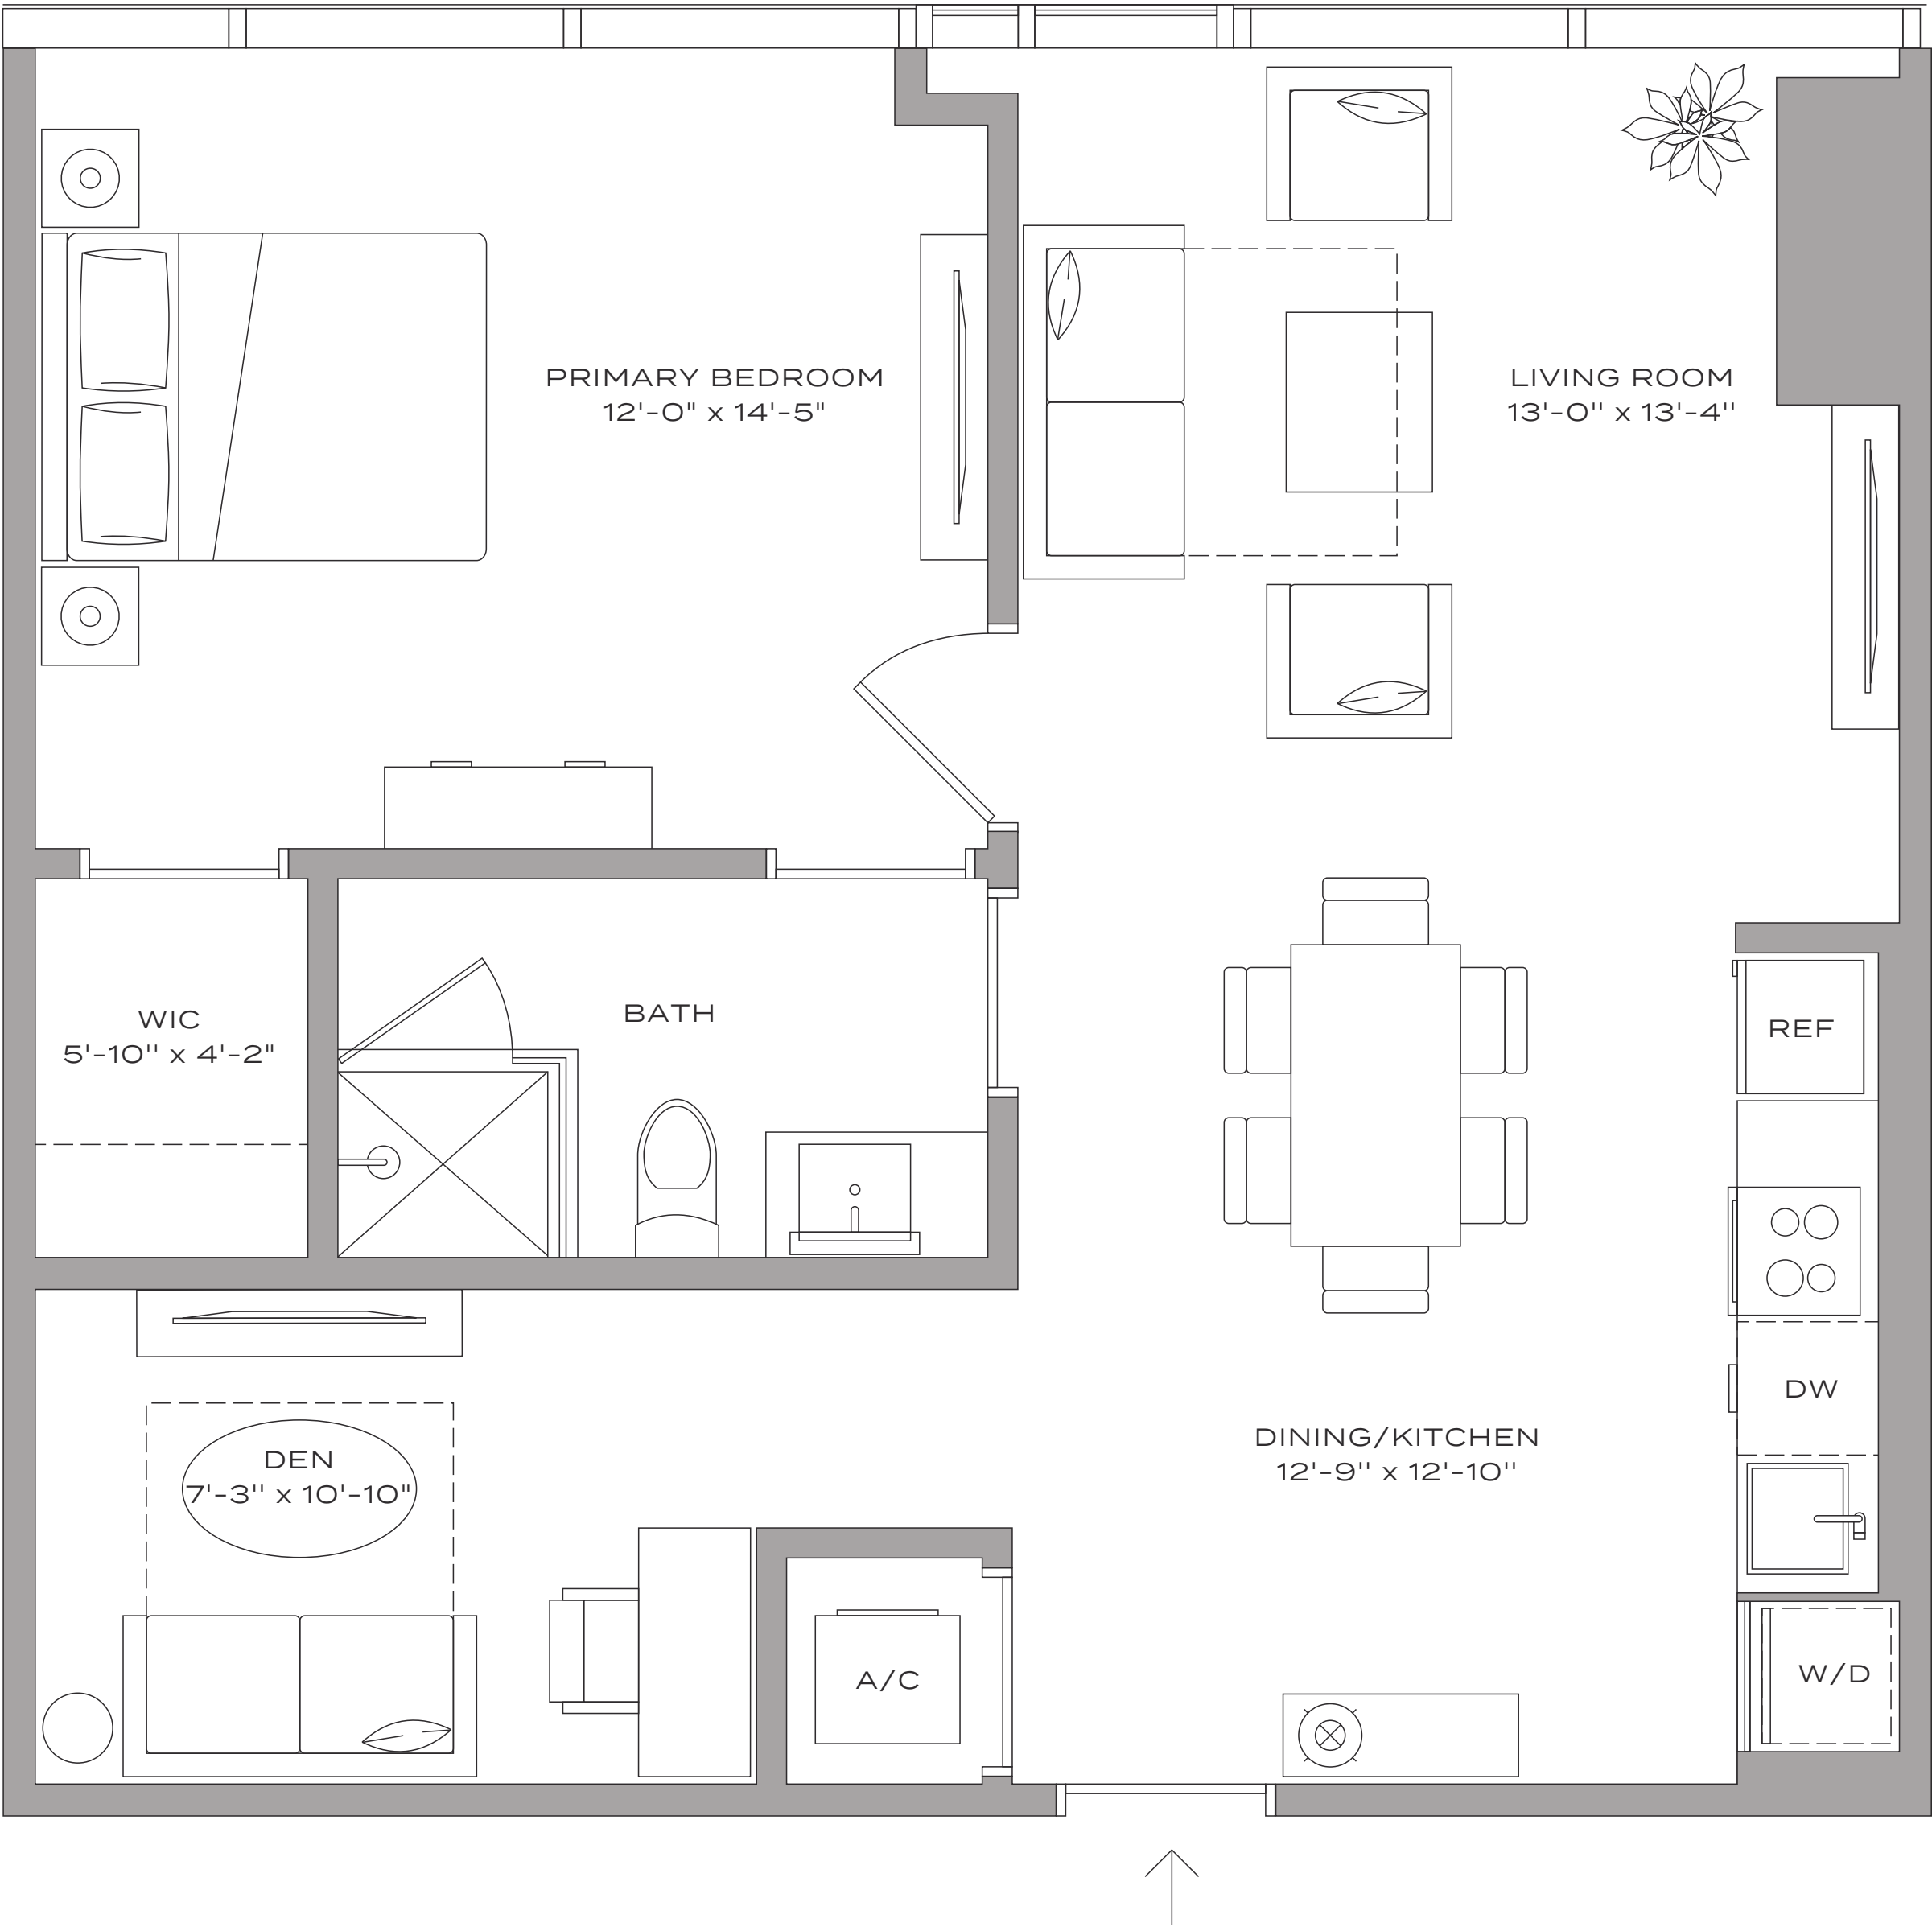 PRIMARY BEDROOM
12'-0" x 14'-5"
LIVING ROOM
13'-0'' x 13'-4''
WIC
5'-10'' x 4'-2"
BATH
REF
DW
DEN
7'-3'' x 10'-10"
DINING/KITCHEN
12'-9'' x 12'-10''
A/C
W/D